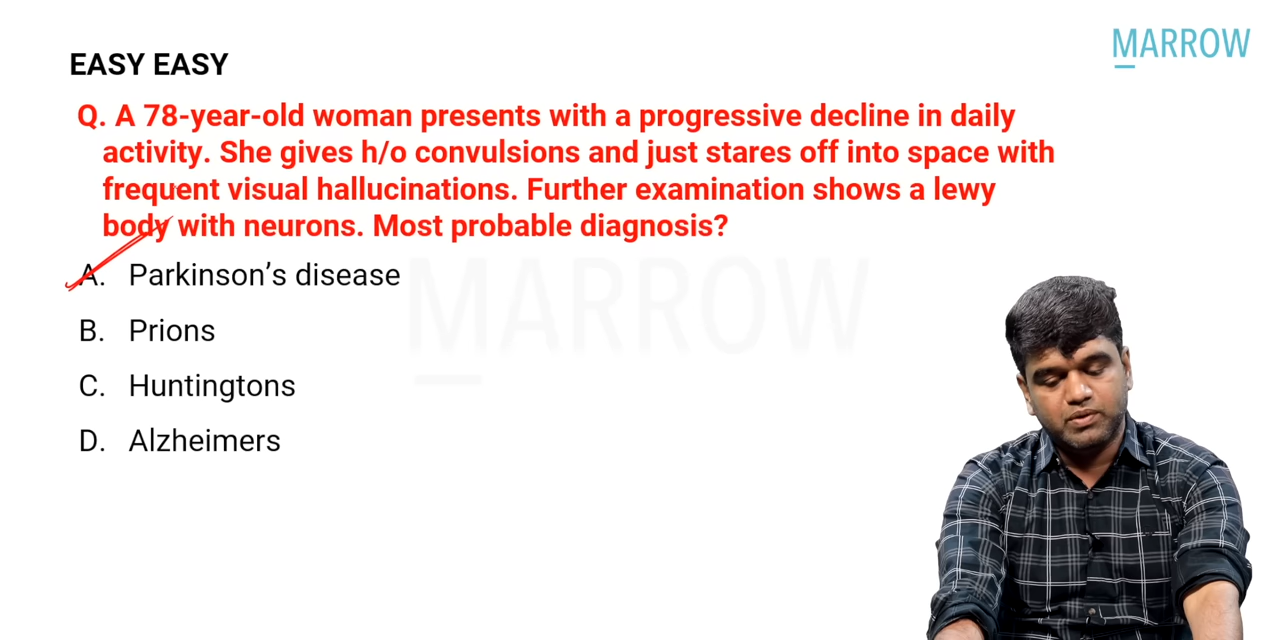 MARROW
EASY EASY
Q. A 78-year-old woman presents with a progressive decline in daily
activity. She gives h/o convulsions and just stares off into space with
frequent visual hallucinations. Further examination shows a lewy
body with neurons. Most probable diagnosis?
A. Parkinson's disease
B. Prions
C. Huntingtons
D. Alzheimers
MARROW